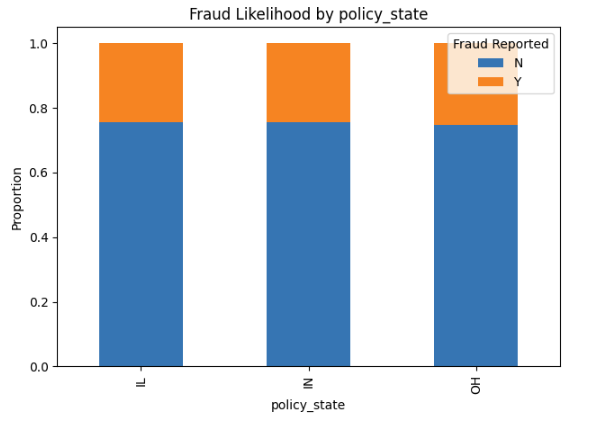 Fraud Likelihood by policy_state
Fraud Reported
N
Y
1.0
0.8
0.6
0.4
0.2
0.0
Proportion
IL
IN
OH
policy_state